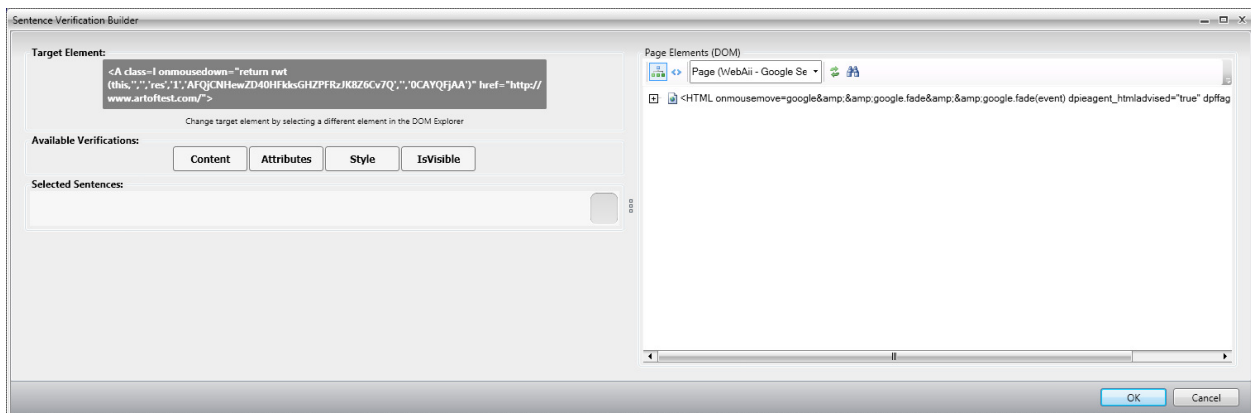 Sentence Verification Builder
Target Element:
<A class=l onmousedown="return rwt
(this,'','','res','1','AFQjCNHewZD40HFkksGHZPFRzJK8Z6Cv7Q','','0CAYQFjAA')" href="http://
www.artoftest.com/">
Change target element by selecting a different element in the DOM Explorer
Available Verifications:
Content Attributes Style IsVisible
Selected Sentences:
Page Elements (DOM)
Page (WebAii - Google Se
<HTML onmousemove=google&amp;&amp;google.fade&amp;&amp;google.fade(event) dpieagent_htmladvised="true" dpffag
OK Cancel